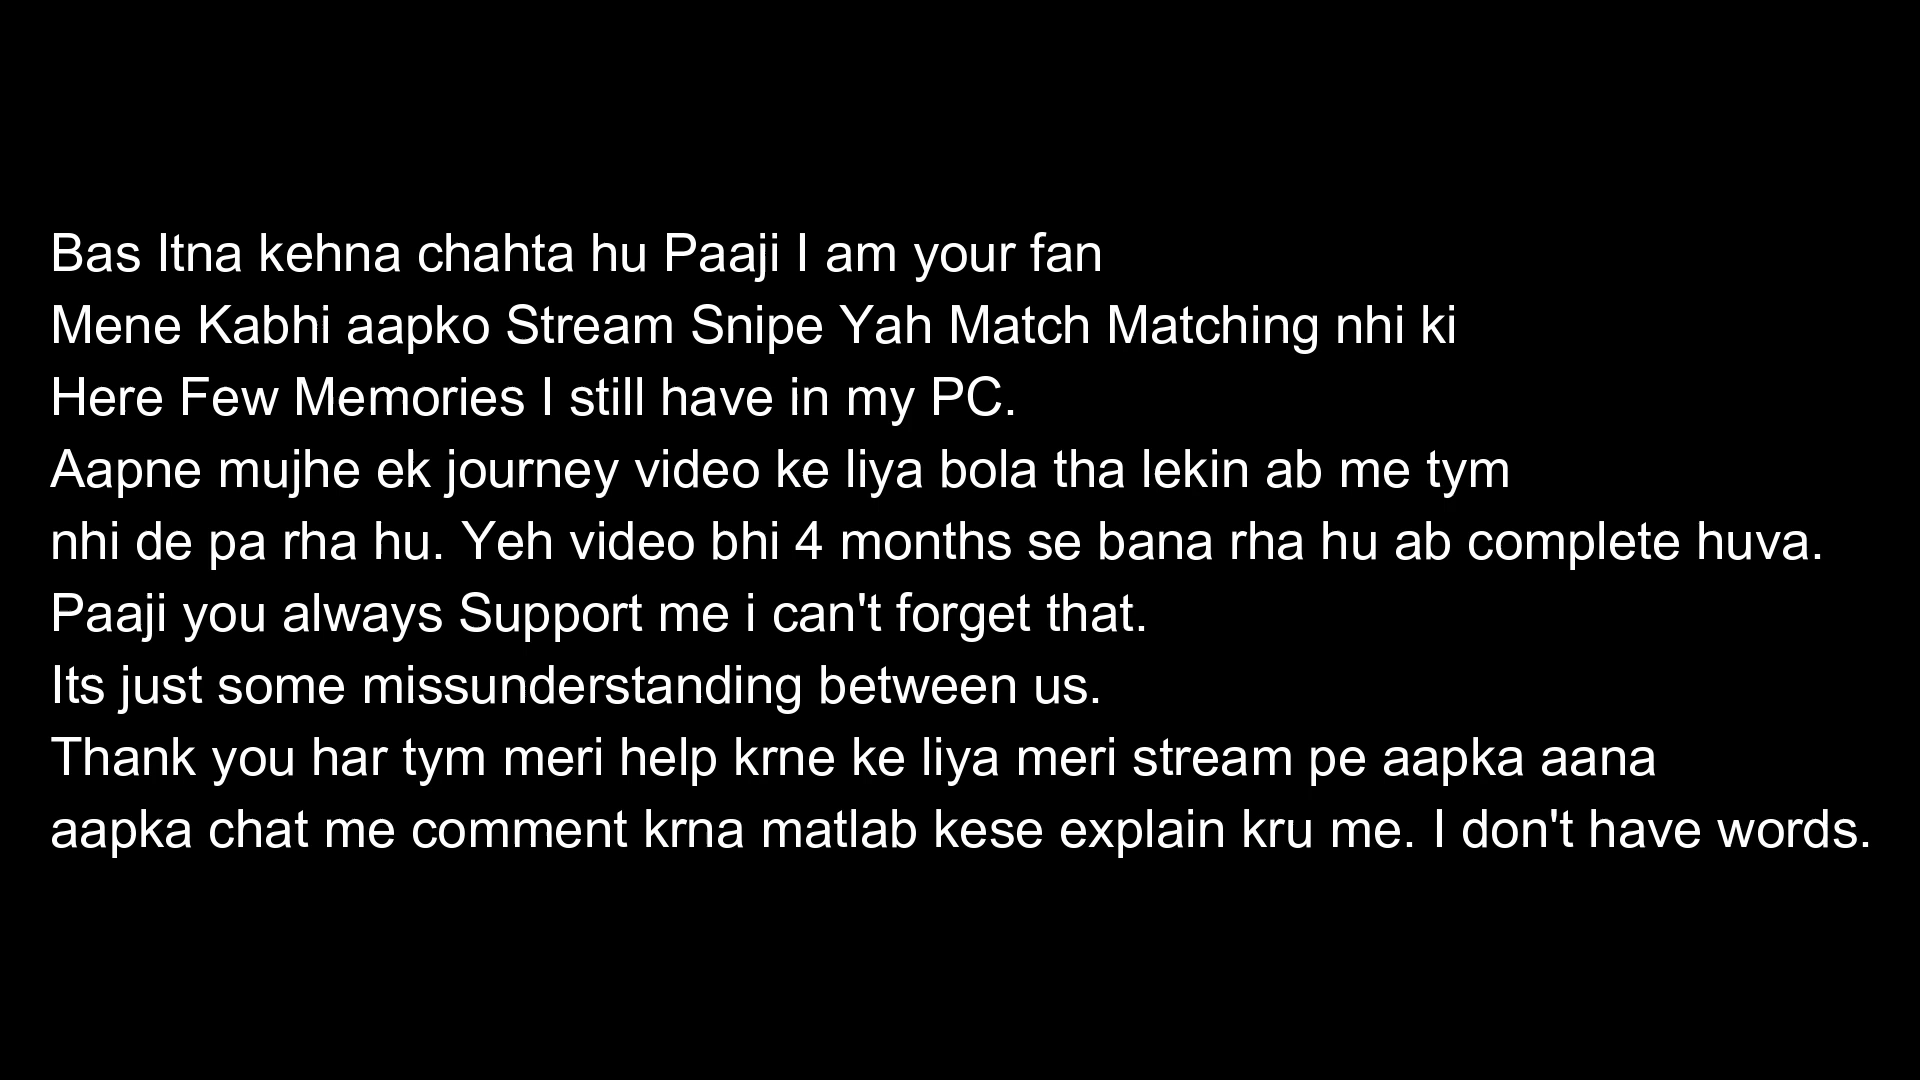 Bas Itna kehna chahta hu Paaji I am your fan
Mene Kabhi aapko Stream Snipe Yah Match Matching nhi ki
Here Few Memories I still have in my PC.
Aapne mujhe ek journey video ke liya bola tha lekin ab me tym
nhi de pa rha hu. Yeh video bhi 4 months se bana rha hu ab complete huva.
Paaji you always Support me i can't forget that.
Its just some missunderstanding between us.
Thank you har tym meri help krne ke liya meri stream pe aapka aana
aapka chat me comment krna matlab kese explain kru me. I don't have words.